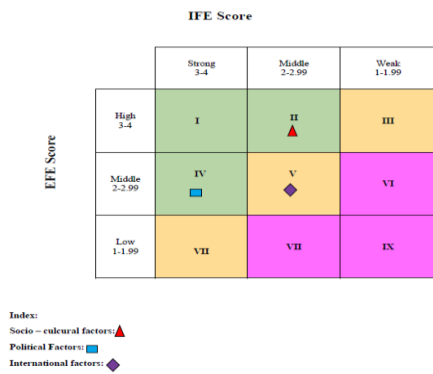 IFE Score
Strong
3-4
Middle
2-2.99
Weak
1-1.99
EFE Score
High
3-4
I
II
III
Middle
2-2.99
IV
V
VI
Low
1-1.99
VII
VII
IX
Index:
Socio – culcural factors:
Political Factors:
International factors: